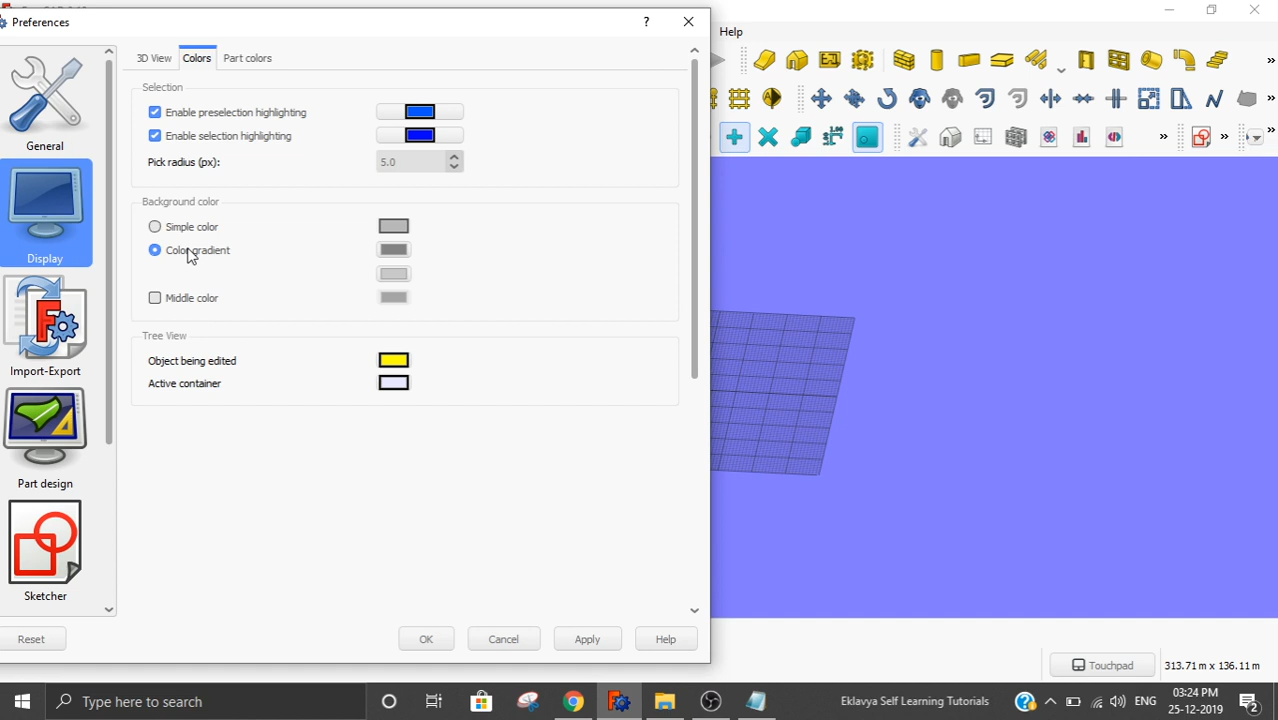 Preferences
?
Help
3D View Colors Part colors
Selection
Enable preselection highlighting
Enable selection highlighting
Pick radius (px): 5.0
Background color
Simple color
Color gradient
Middle color
Tree View
Object being edited
Active container
General
Display
Import-Export
Part design
Sketcher
Reset OK Cancel Apply Help
Touchpad 313.71 m x 136.11 m
Type here to search
Eklavya Self Learning Tutorials
ENG
03:24 PM
25-12-2019
2